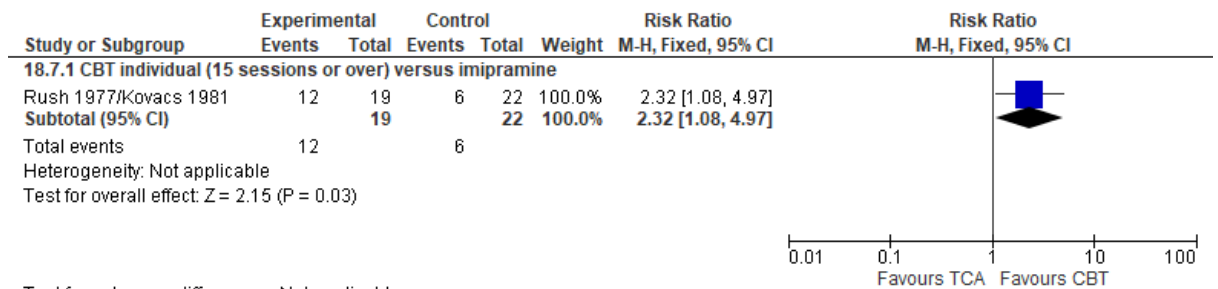 Experimental Control Risk Ratio Risk Ratio
Study or Subgroup Events Total Events Total Weight M-H, Fixed, 95% CI M-H, Fixed, 95% CI
18.7.1 CBT individual (15 sessions or over) versus imipramine
Rush 1977/Kovacs 1981 12 19 6 22 100.0% 2.32 [1.08, 4.97]
Subtotal (95% CI) 19 22 100.0% 2.32 [1.08, 4.97]
Total events 12 6
Heterogeneity: Not applicable
Test for overall effect: Z = 2.15 (P = 0.03)
0.01 0.1 1 10 100
Favours TCA Favours CBT